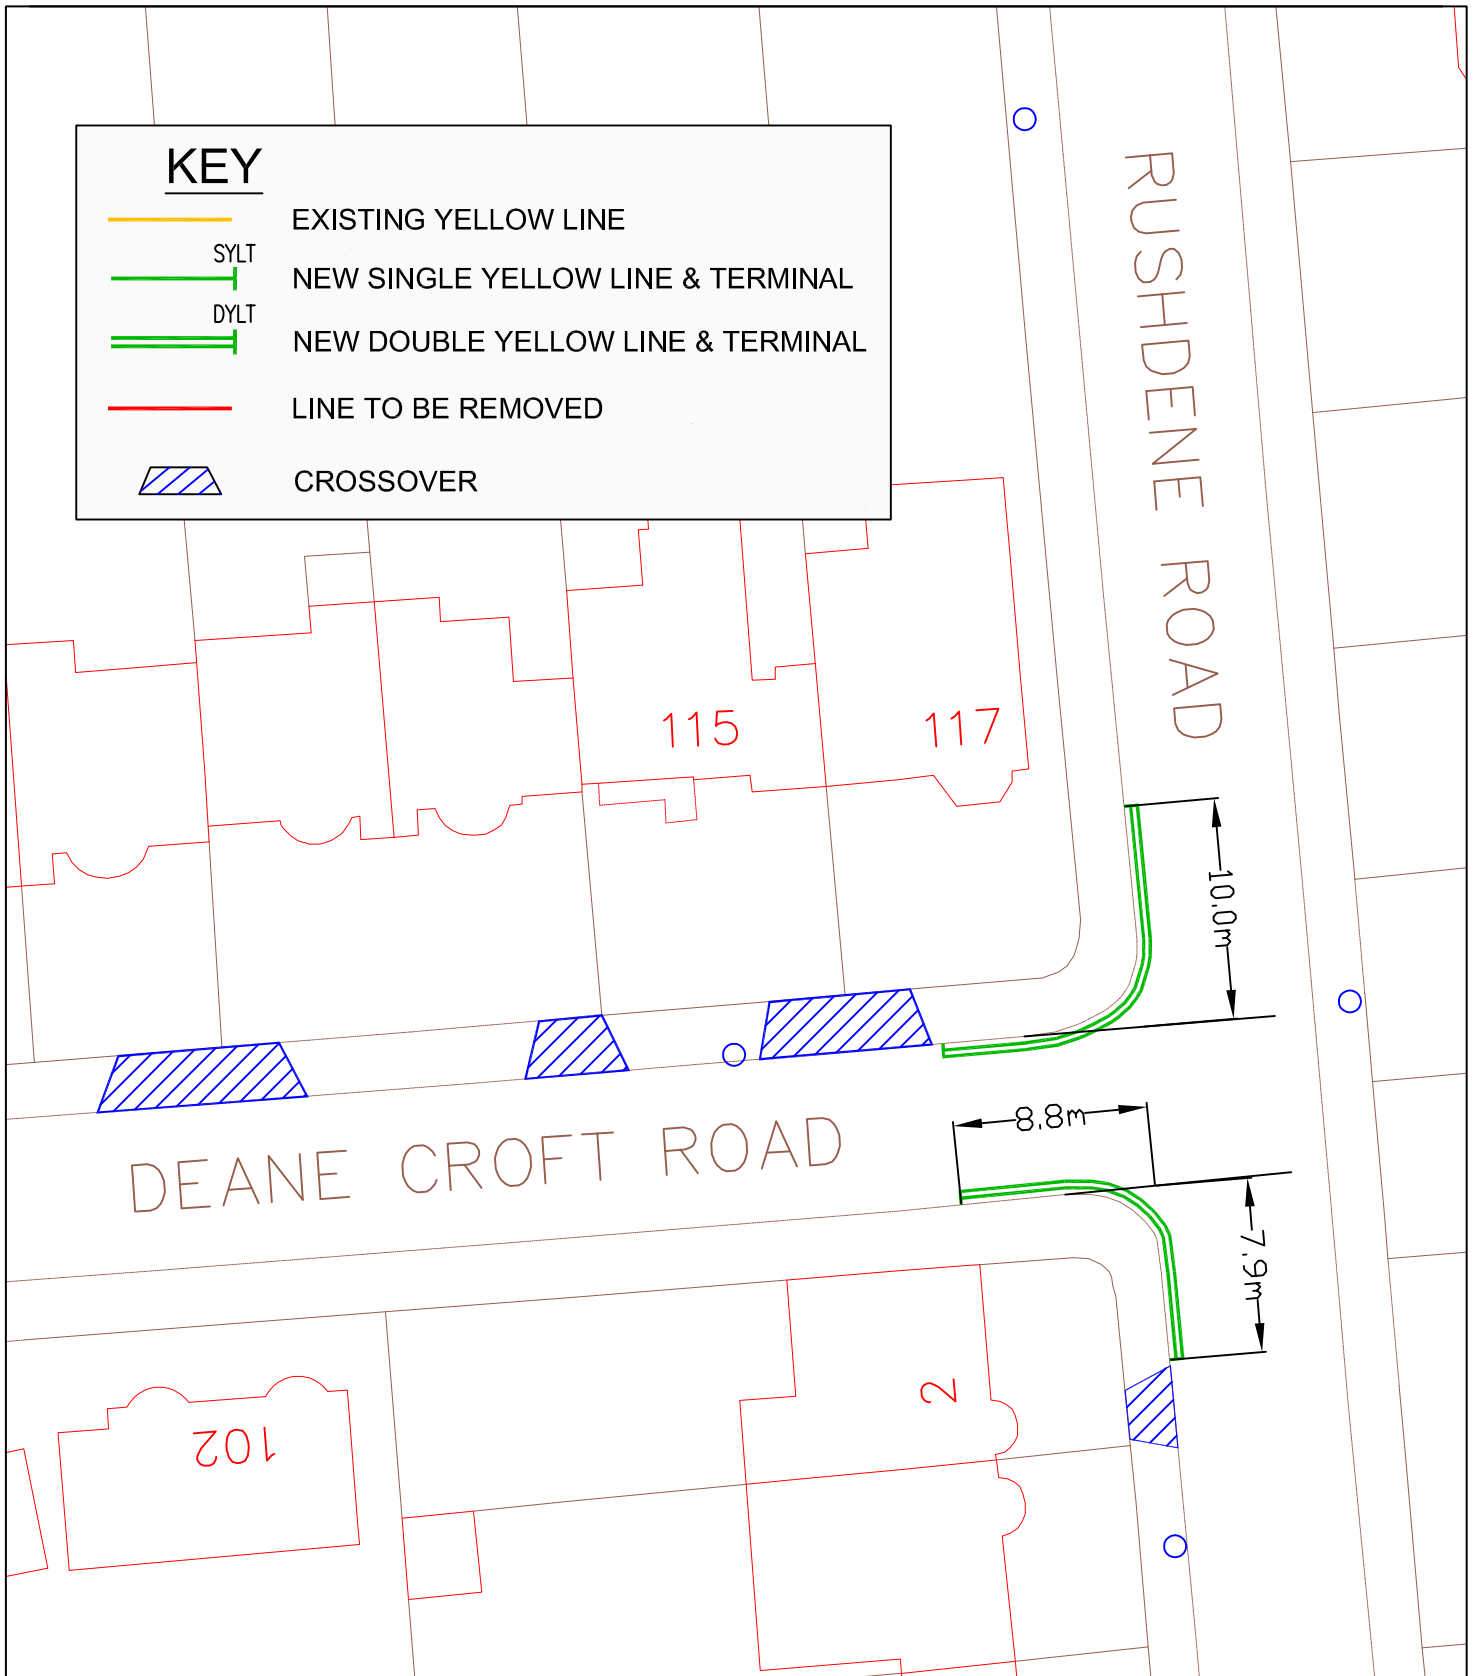 KEY
EXISTING YELLOW LINE
SYLT
NEW SINGLE YELLOW LINE & TERMINAL
DYLT
NEW DOUBLE YELLOW LINE & TERMINAL
LINE TO BE REMOVED
CROSSOVER
RUSHDENE ROAD
115
117
10.0m
8.8m
DEANE CROFT ROAD
7.9m
2
102